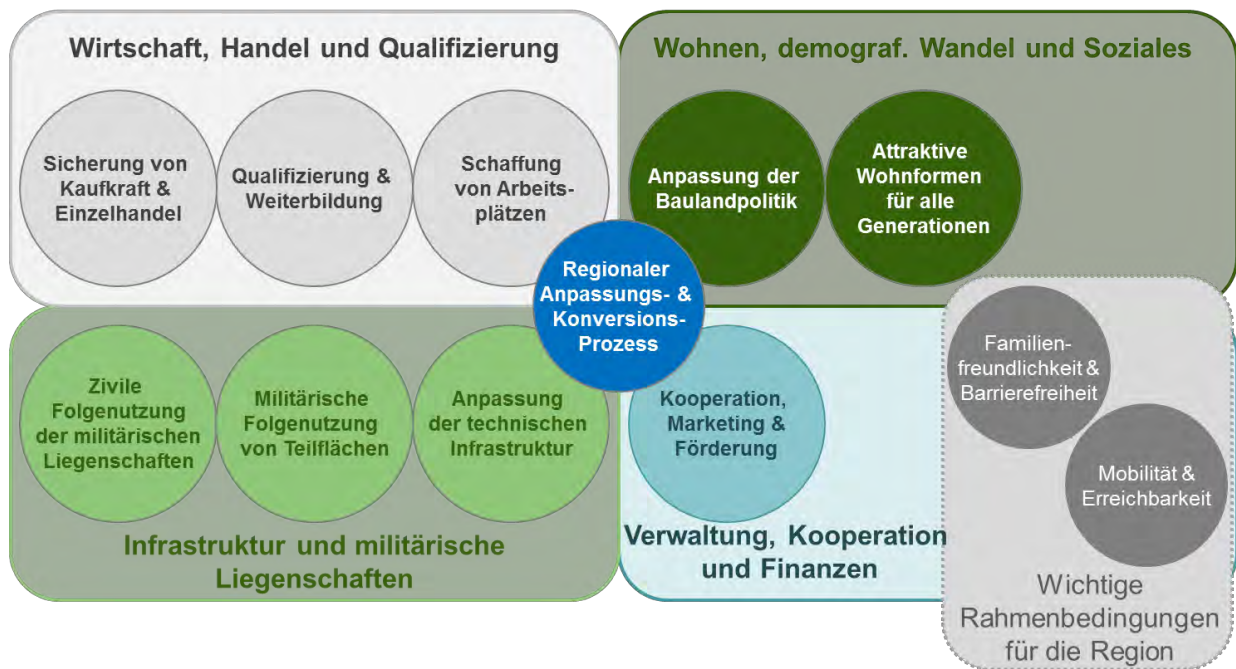 Wirtschaft, Handel und Qualifizierung
Sicherung von
Kaufkraft &
Einzelhandel
Qualifizierung &
Weiterbildung
Schaffung
von Arbeits-
plätzen
Wohnen, demograf. Wandel und Soziales
Anpassung der
Baulandpolitik
Attraktive
Wohnformen
für alle
Generationen
Regionaler
Anpassungs- &
Konversions-
Prozess
Zivile
Folgenutzung
der militärischen
Liegenschaften
Militärische
Folgenutzung
von Teilflächen
Anpassung
der technischen
Infrastruktur
Infrastruktur und militärische
Liegenschaften
Kooperation,
Marketing &
Förderung
Verwaltung, Kooperation
und Finanzen
Familien-
freundlichkeit &
Barrierefreiheit
Mobilität &
Erreichbarkeit
Wichtige
Rahmenbedingungen
für die Region